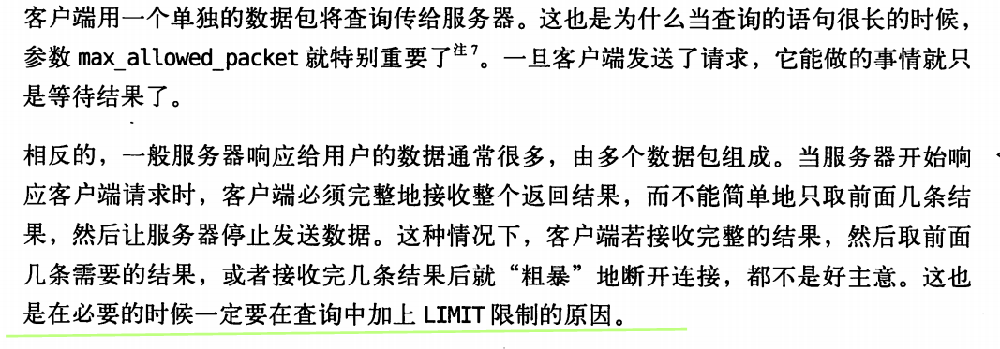 客户端用一个单独的数据包将查询传给服务器。这也是为什么当查询的语句很长的时候，
参数 max_allowed_packet 就特别重要了注7。一旦客户端发送了请求，它能做的事情就只
是等待结果了。
相反的，一般服务器响应给用户的数据通常很多，由多个数据包组成。当服务器开始响
应客户端请求时，客户端必须完整地接收整个返回结果，而不能简单地只取前面几条结
果，然后让服务器停止发送数据。这种情况下，客户端若接收完整的结果，然后取前面
几条需要的结果，或者接收完几条结果后就“粗暴”地断开连接，都不是好主意。这也
是在必要的时候一定要在查询中加上 LIMIT 限制的原因。